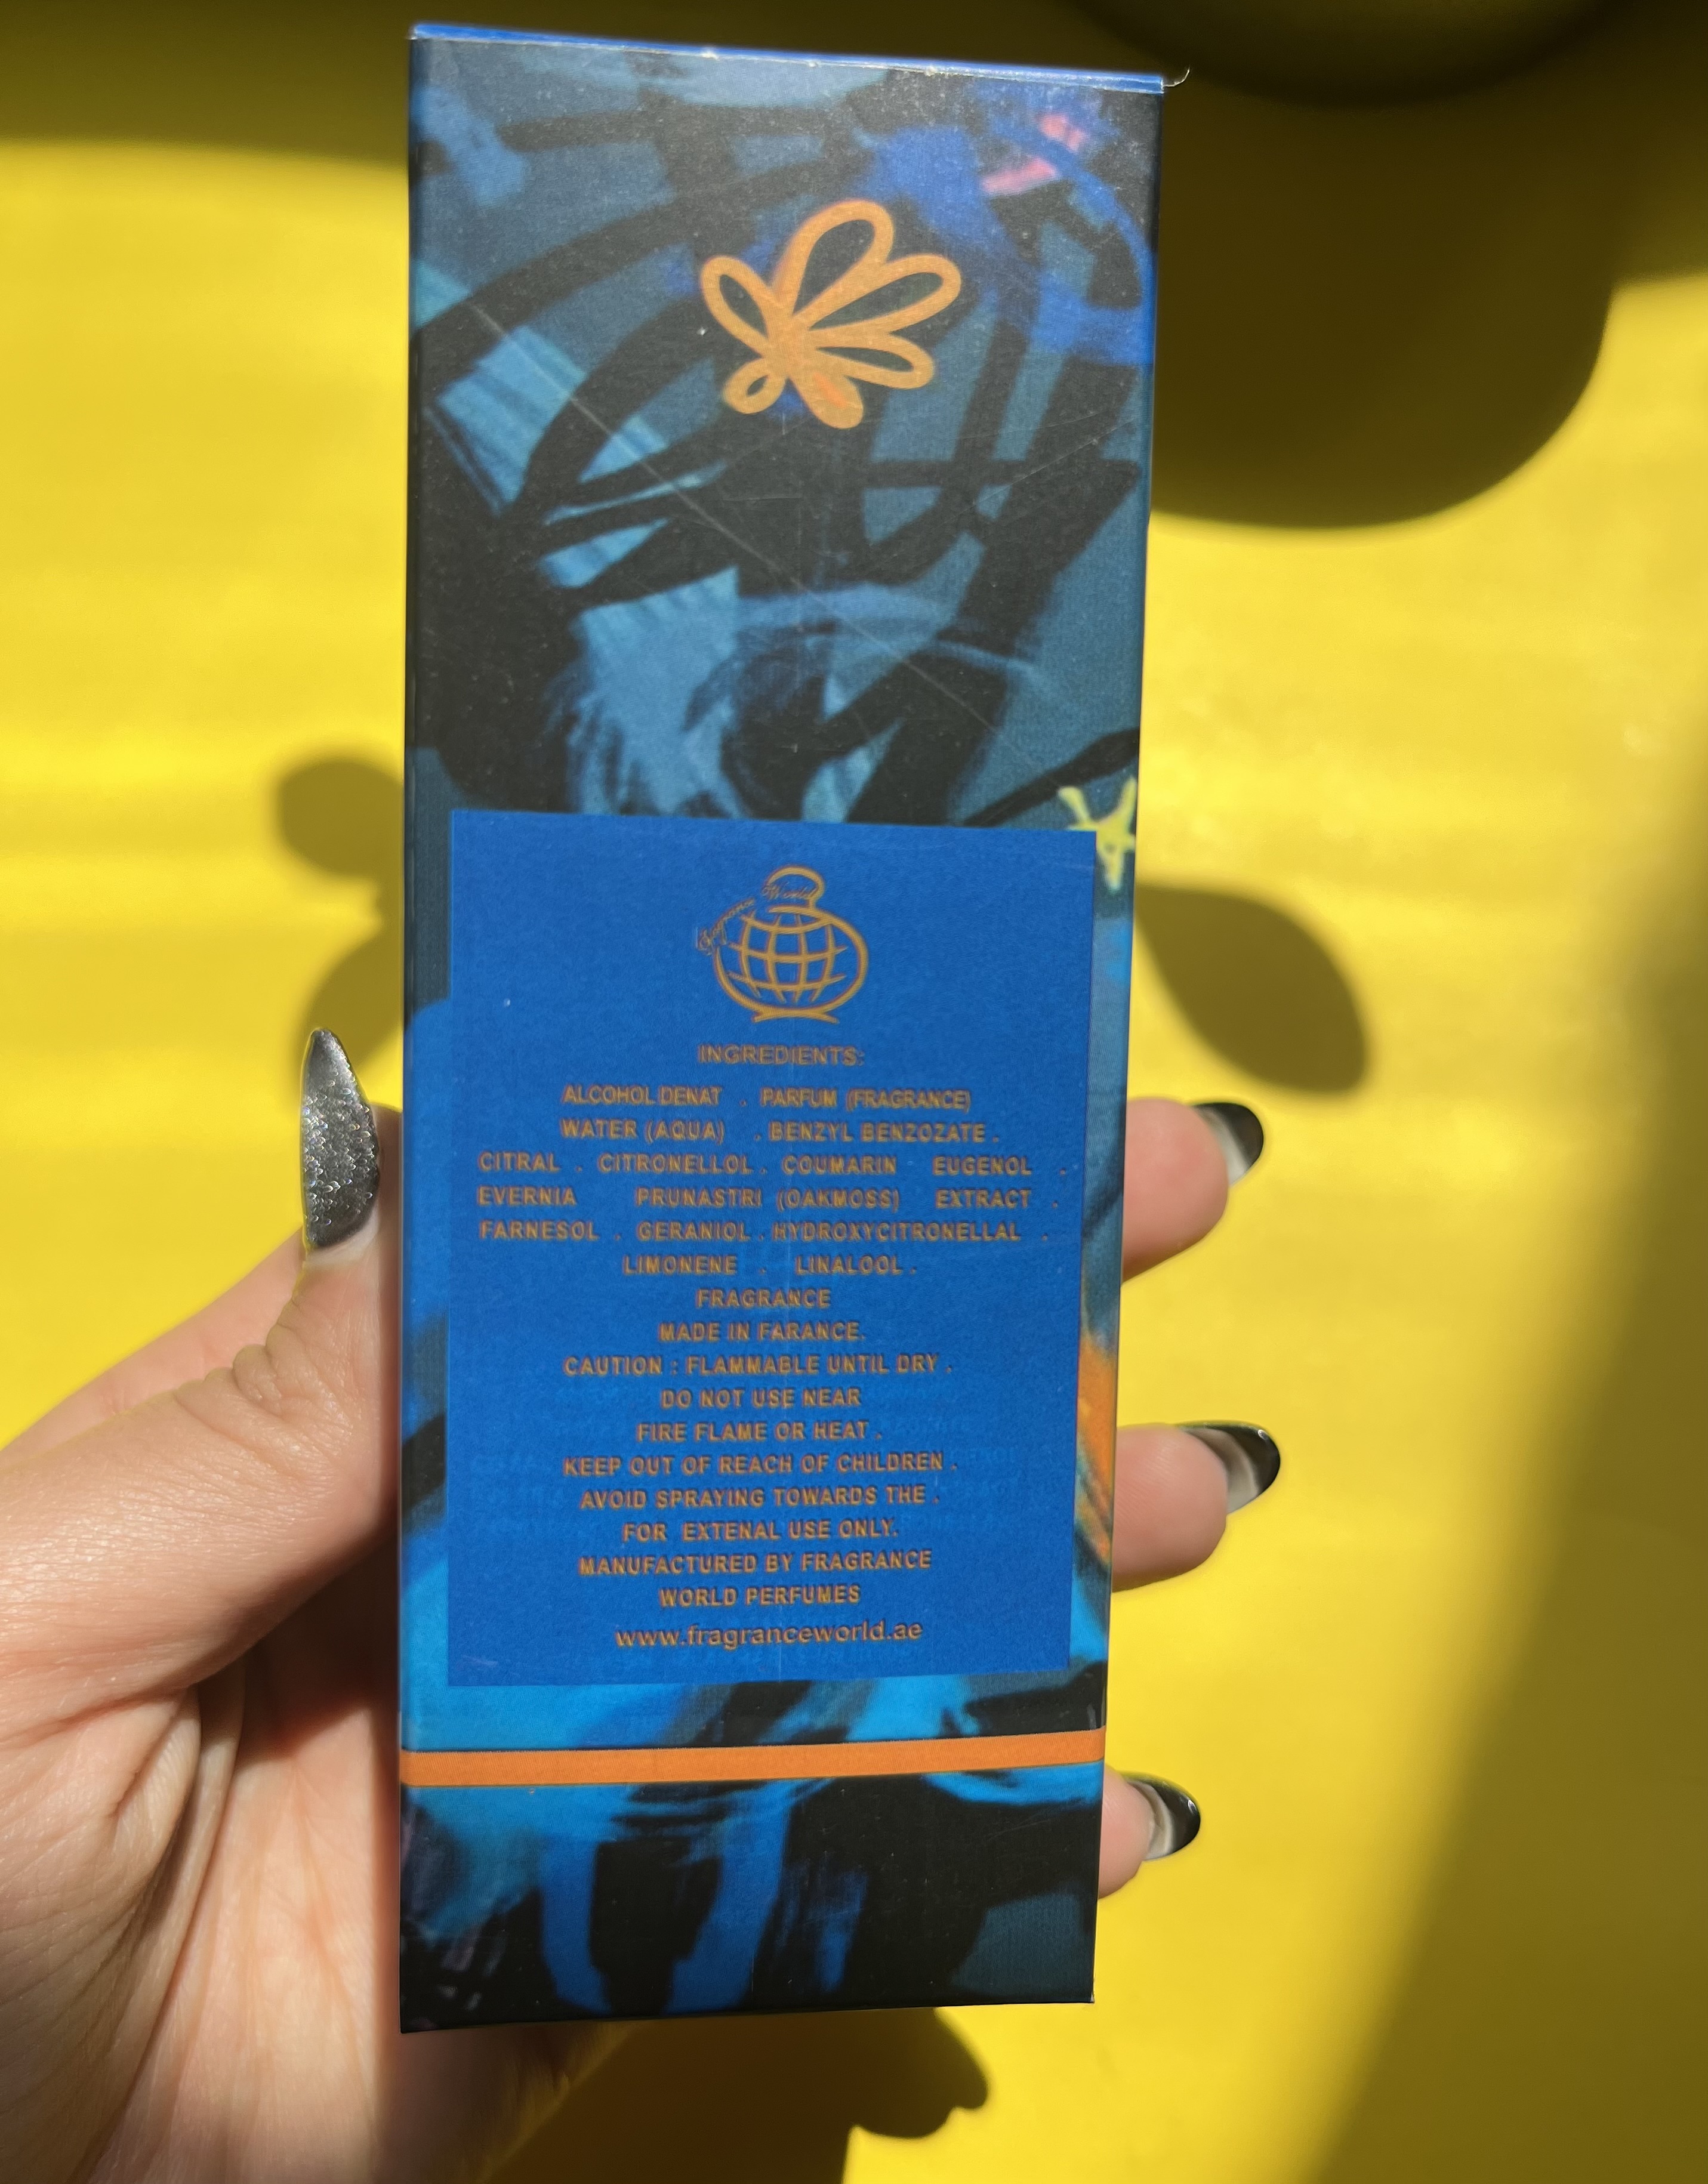 Fragrance World
INGREDIENTS:
ALCOHOL DENAT . PARFUM (FRAGRANCE)
WATER (AQUA) . BENZYL BENZOZATE .
CITRAL . CITRONELLOL . COUMARIN EUGENOL .
EVERNIA PRUNASTRI (OAKMOSS) EXTRACT .
FARNESOL . GERANIOL . HYDROXYCITRONELLAL .
LIMONENE . LINALOOL .
FRAGRANCE
MADE IN FARANCE.
CAUTION : FLAMMABLE UNTIL DRY .
DO NOT USE NEAR
FIRE FLAME OR HEAT .
KEEP OUT OF REACH OF CHILDREN .
AVOID SPRAYING TOWARDS THE .
FOR EXTENAL USE ONLY.
MANUFACTURED BY FRAGRANCE
WORLD PERFUMES
www.fragranceworld.ae